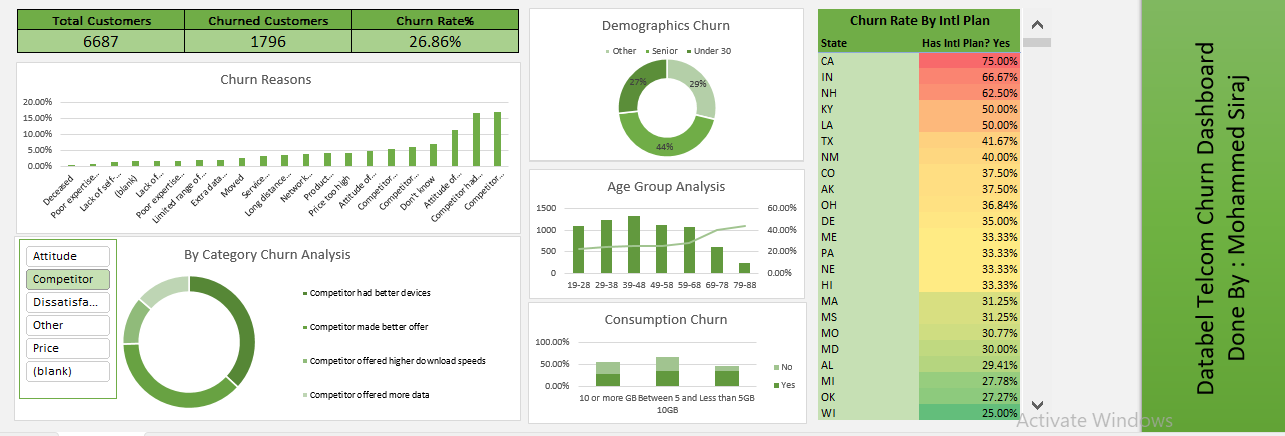 Total Customers Churned Customers Churn Rate%
6687 1796 26.86%
Churn Reasons
20.00%
15.00%
10.00%
5.00%
0.00%
Deceased
Poor expertise...
Lack of self-...
(blank)
Lack of...
Poor expertise...
Limited range of...
Extra data...
Moved
Service...
Long distance...
Network...
Product...
Price too high
Attitude of...
Competitor...
Competitor...
Don't know
Attitude of...
Competitor had...
Competitor...
Attitude
Competitor
Dissatisfa...
Other
Price
(blank)
By Category Churn Analysis
Competitor had better devices
Competitor made better offer
Competitor offered higher download speeds
Competitor offered more data
Demographics Churn
Other Senior Under 30
27% 29%
44%
Age Group Analysis
1500 60.00%
1000 40.00%
500 20.00%
0 0.00%
19-28 29-38 39-48 49-58 59-68 69-78 79-88
Consumption Churn
100.00%
50.00%
0.00%
No
Yes
10 or more GB Between 5 and Less than 5GB
10GB
Churn Rate By Intl Plan
State Has Intl Plan? Yes
CA 75.00%
IN 66.67%
NH 62.50%
KY 50.00%
LA 50.00%
TX 41.67%
NM 40.00%
CO 37.50%
AK 37.50%
OH 36.84%
DE 35.00%
ME 33.33%
PA 33.33%
NE 33.33%
HI 33.33%
MA 31.25%
MS 31.25%
MO 30.77%
MD 30.00%
AL 29.41%
MI 27.78%
OK 27.27%
WI 25.00%
Databel Telcom Churn Dashboard
Done By : Mohammed Siraj
Activate Windows